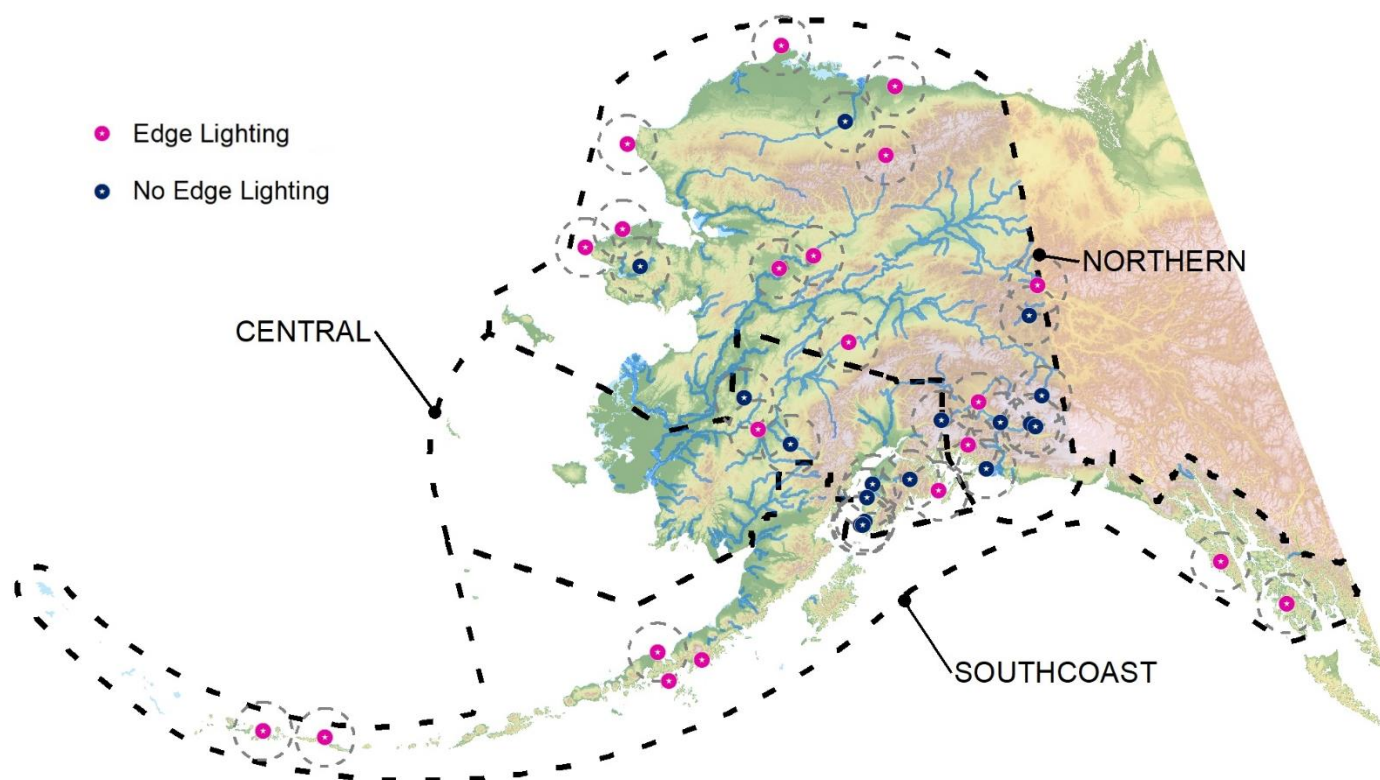 Edge Lighting
No Edge Lighting
NORTHERN
CENTRAL
SOUTHCOAST